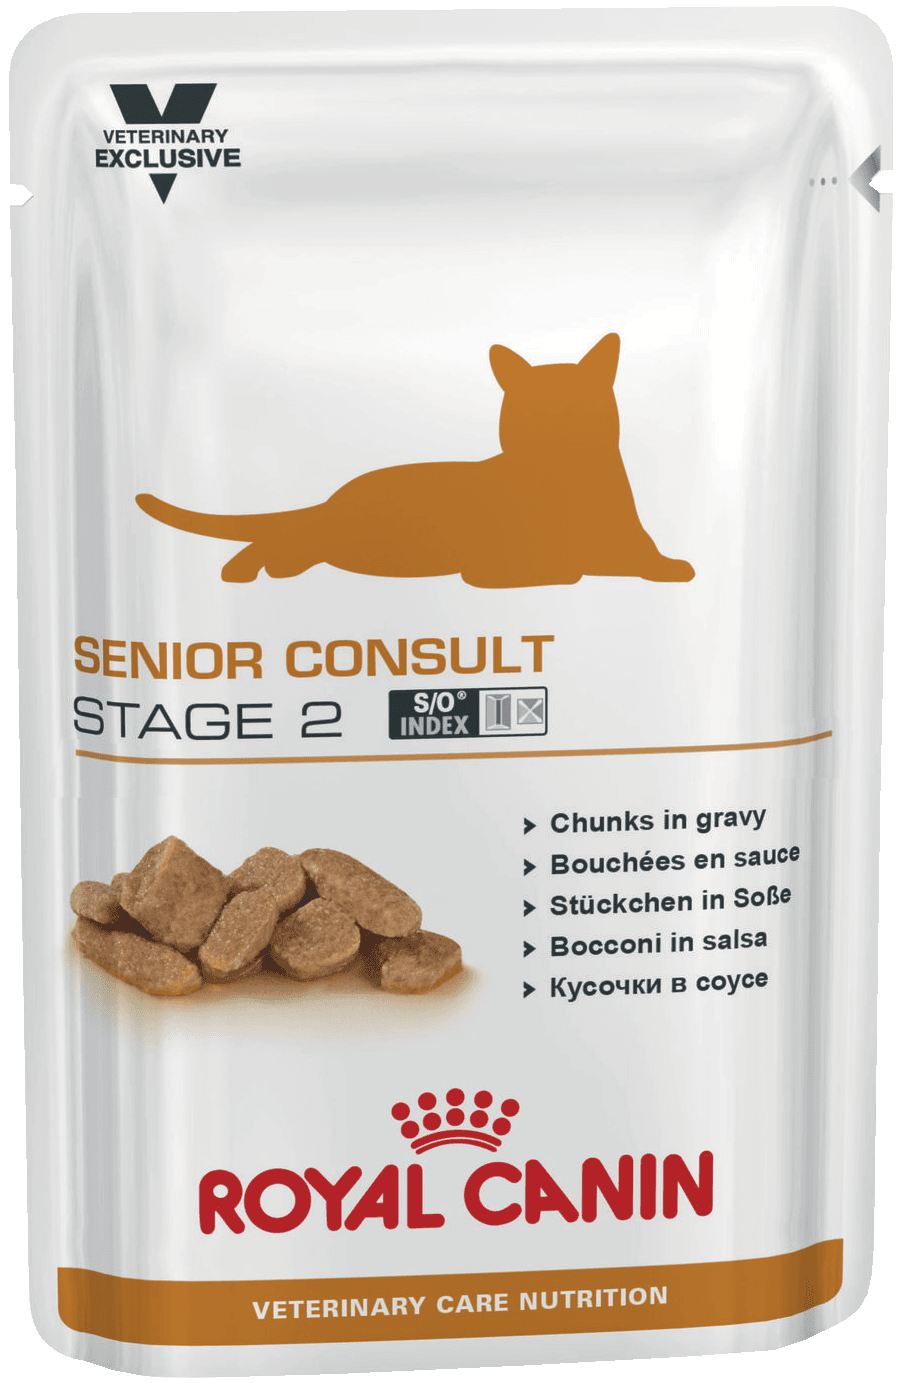 VETERINARY
EXCLUSIVE
SENIOR CONSULT
STAGE 2
S/O®
INDEX
Chunks in gravy
Bouchées en sauce
Stückchen in Soße
Bocconi in salsa
Кусочки в соусе
ROYAL CANIN
VETERINARY CARE NUTRITION